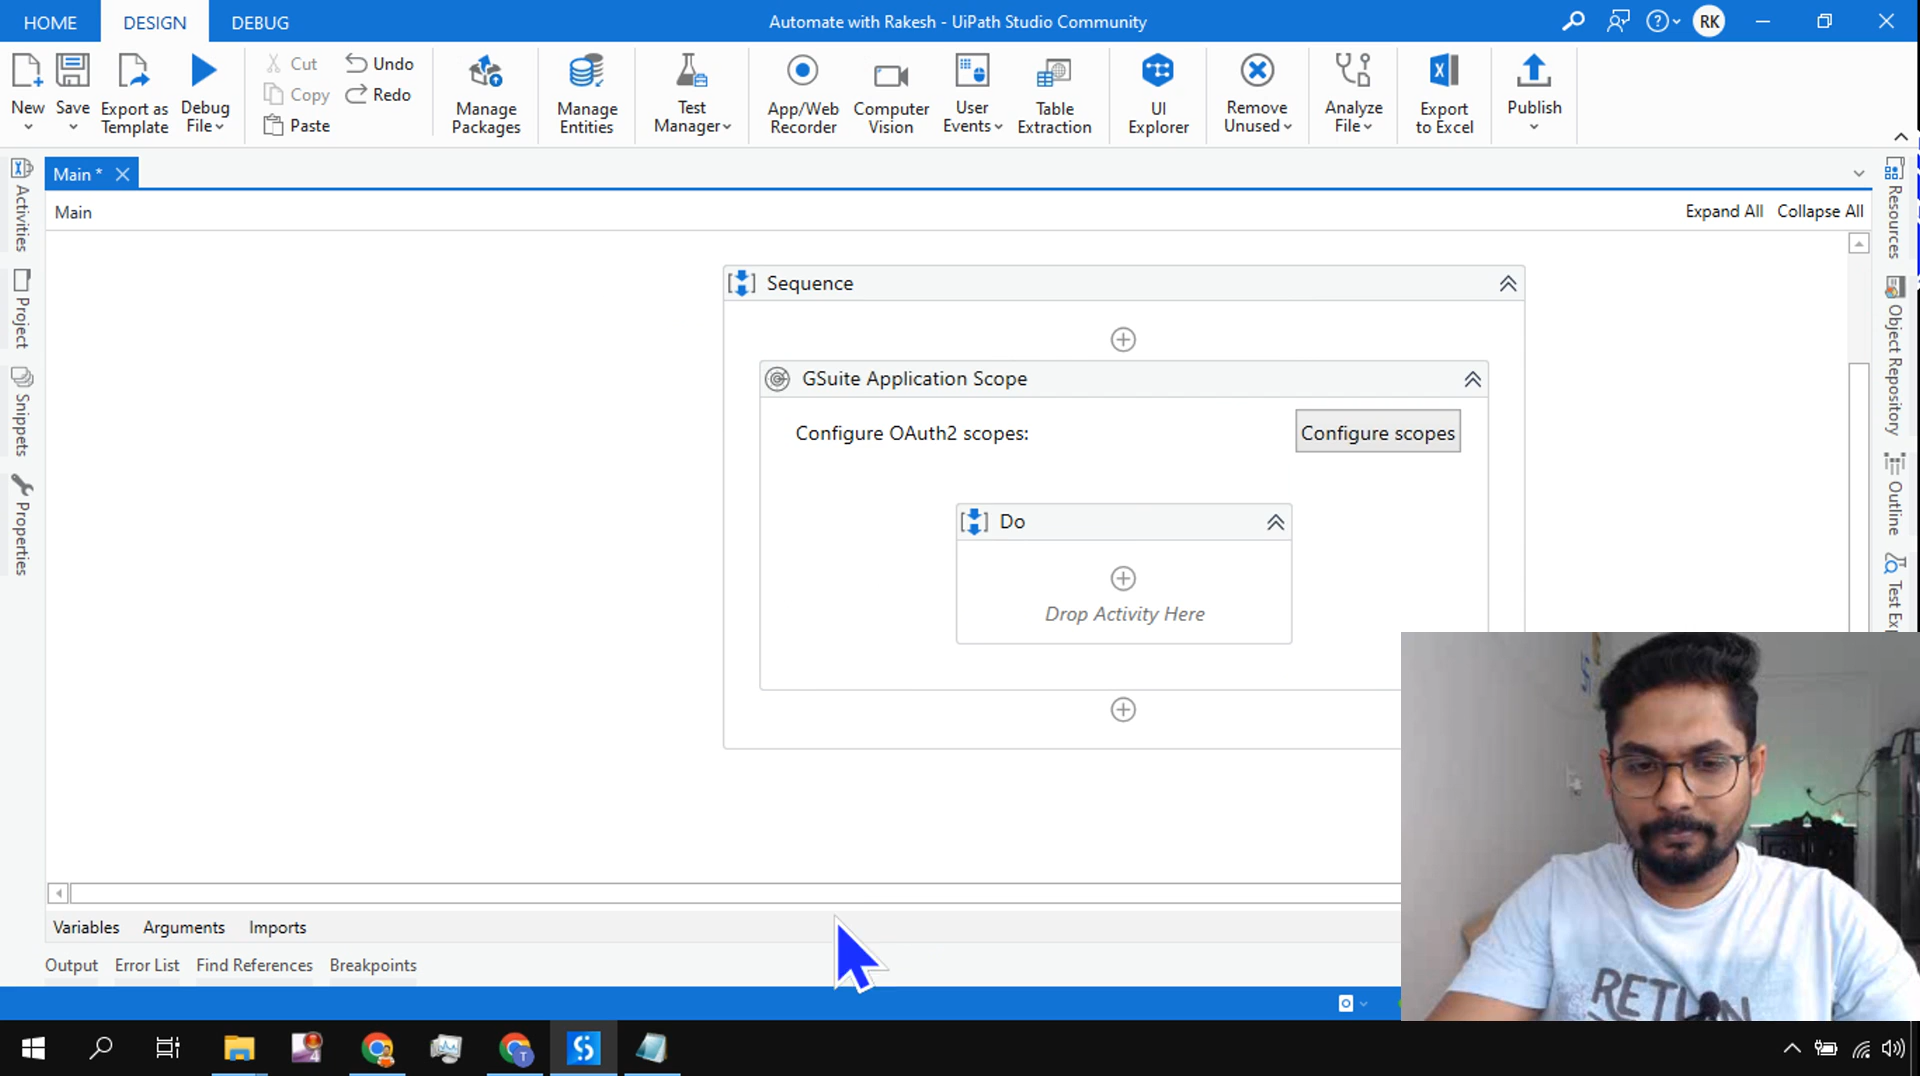 HOME DESIGN DEBUG Automate with Rakesh - UiPath Studio Community RK
New Save Export as Template Debug File
Cut Undo
Copy Redo
Paste
Manage Packages
Manage Entities
Test Manager
App/Web Recorder
Computer Vision
User Events
Table Extraction
UI Explorer
Remove Unused
Analyze File
Export to Excel
Publish
Main *
Main Expand All Collapse All
Activities
Project
Snippets
Properties
Sequence
GSuite Application Scope
Configure OAuth2 scopes: Configure scopes
Do
Drop Activity Here
Resources
Object Repository
Outline
Test Ex
Variables Arguments Imports
Output Error List Find References Breakpoints
4
T